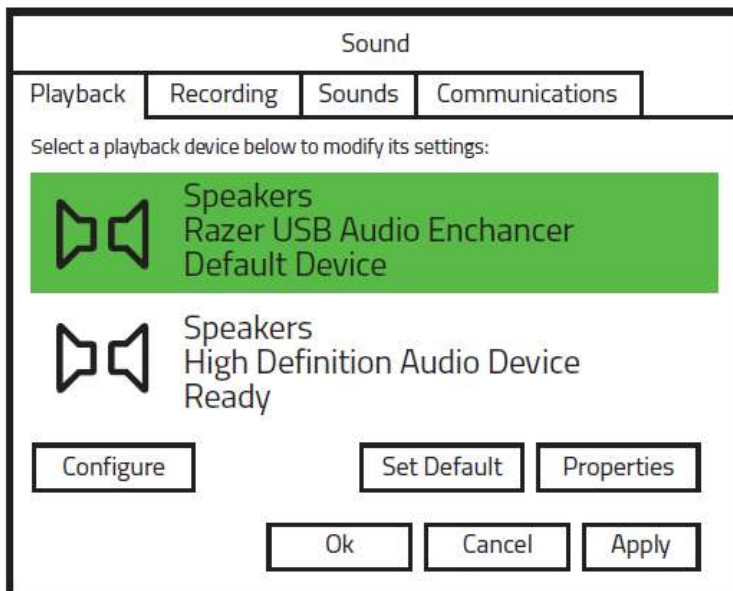 Sound
Playback Recording Sounds Communications
Select a playback device below to modify its settings:
Speakers
Razer USB Audio Enchancer
Default Device
Speakers
High Definition Audio Device
Ready
Configure Set Default Properties
Ok Cancel Apply